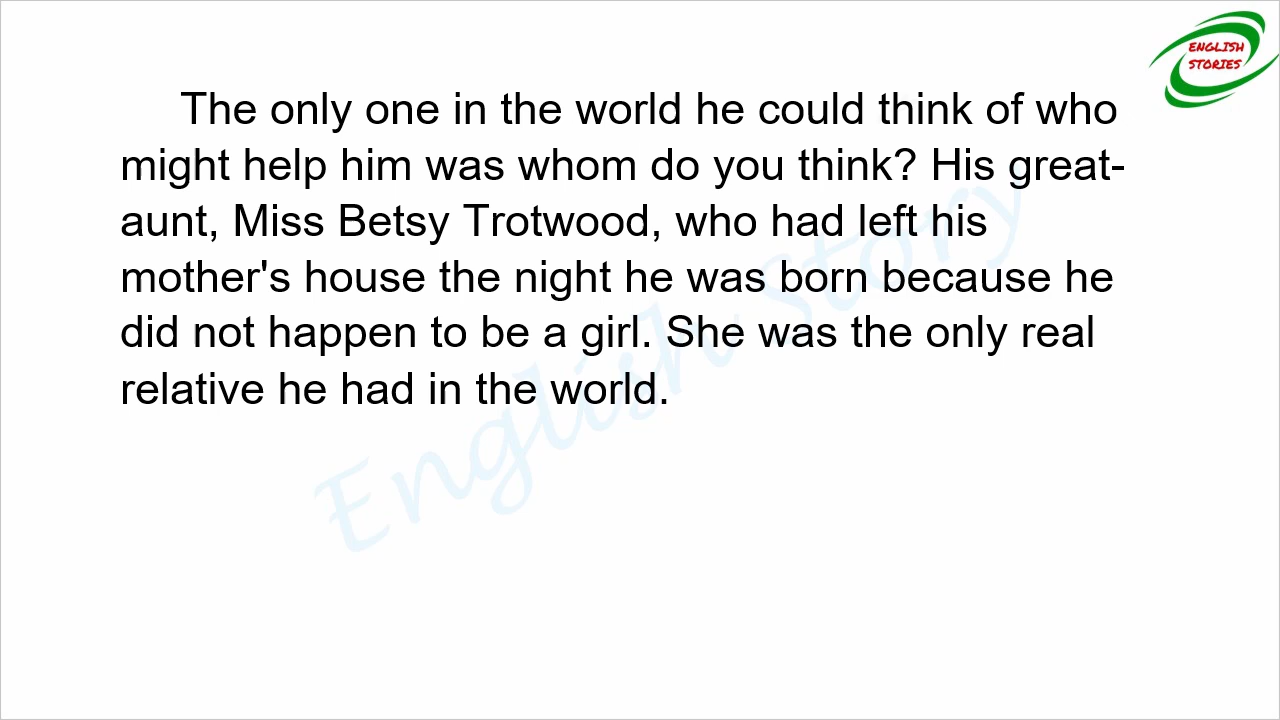 ENGLISH
STORIES
The only one in the world he could think of who
might help him was whom do you think? His great-
aunt, Miss Betsy Trotwood, who had left his
mother's house the night he was born because he
did not happen to be a girl. She was the only real
relative he had in the world.
English Story